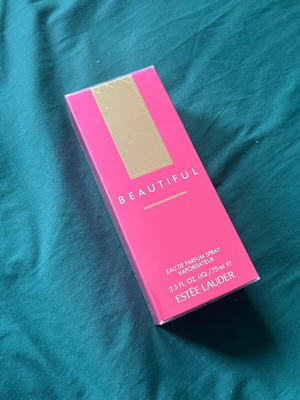 BEAUTIFUL
EAU DE PARFUM SPRAY
VAPORISATEUR
2.5 FL. OZ. LIQ./75 ml ℮
ESTĒE LAUDER